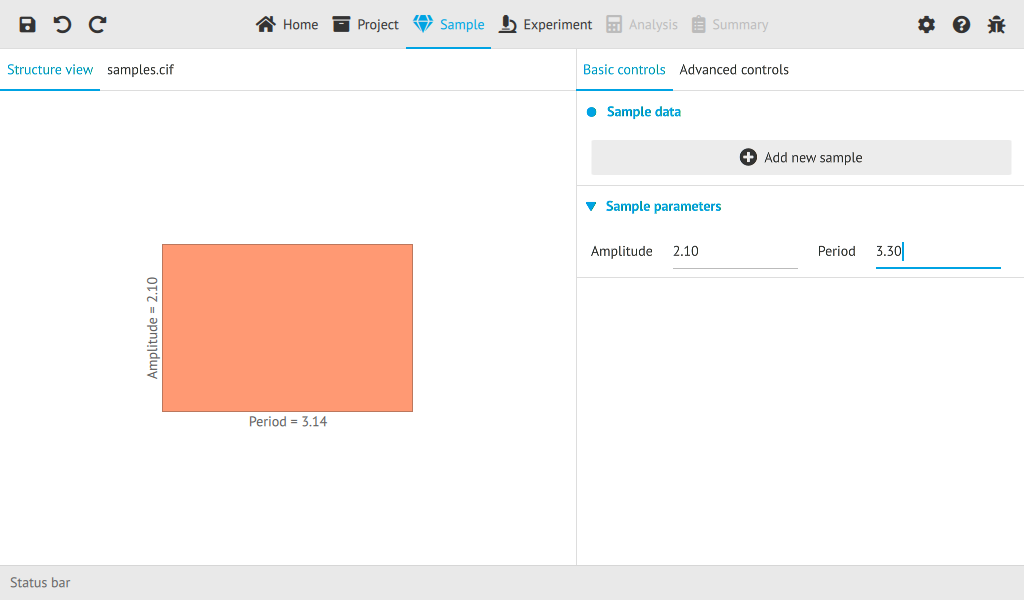 Home Project Sample Experiment Analysis Summary
Structure view samples.cif
Basic controls Advanced controls
Sample data
Add new sample
Sample parameters
Amplitude 2.10 Period 3.30
Amplitude = 2.10
Period = 3.14
Status bar